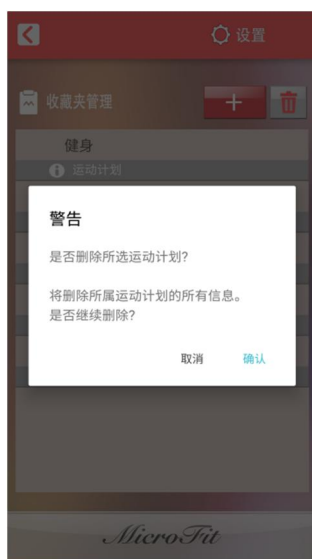 设置
收藏夹管理
健身
运动计划
警告
是否删除所选运动计划?
将删除所属运动计划的所有信息。
是否继续删除?
取消 确认
MicroFit